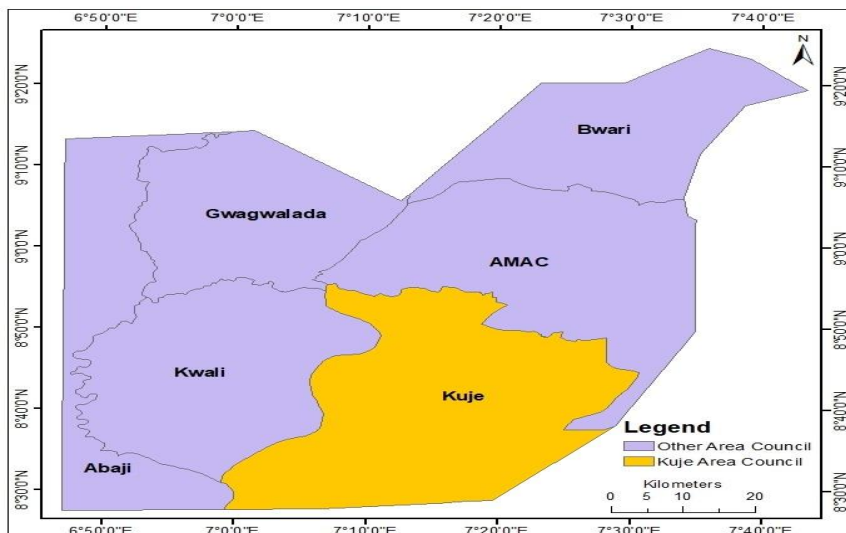 6°50'0"E 7°0'0"E 7°10'0"E 7°20'0"E 7°30'0"E 7°40'0"E
N
9°20'0"N 9°20'0"N
Bwari
9°10'0"N 9°10'0"N
Gwagwalada
9°0'0"N 9°0'0"N
AMAC
8°50'0"N 8°50'0"N
Kwali
Kuje
8°40'0"N 8°40'0"N
Legend
Other Area Council
Kuje Area Council
Abaji
Kilometers
8°30'0"N 8°30'0"N
0 5 10 20
6°50'0"E 7°0'0"E 7°10'0"E 7°20'0"E 7°30'0"E 7°40'0"E